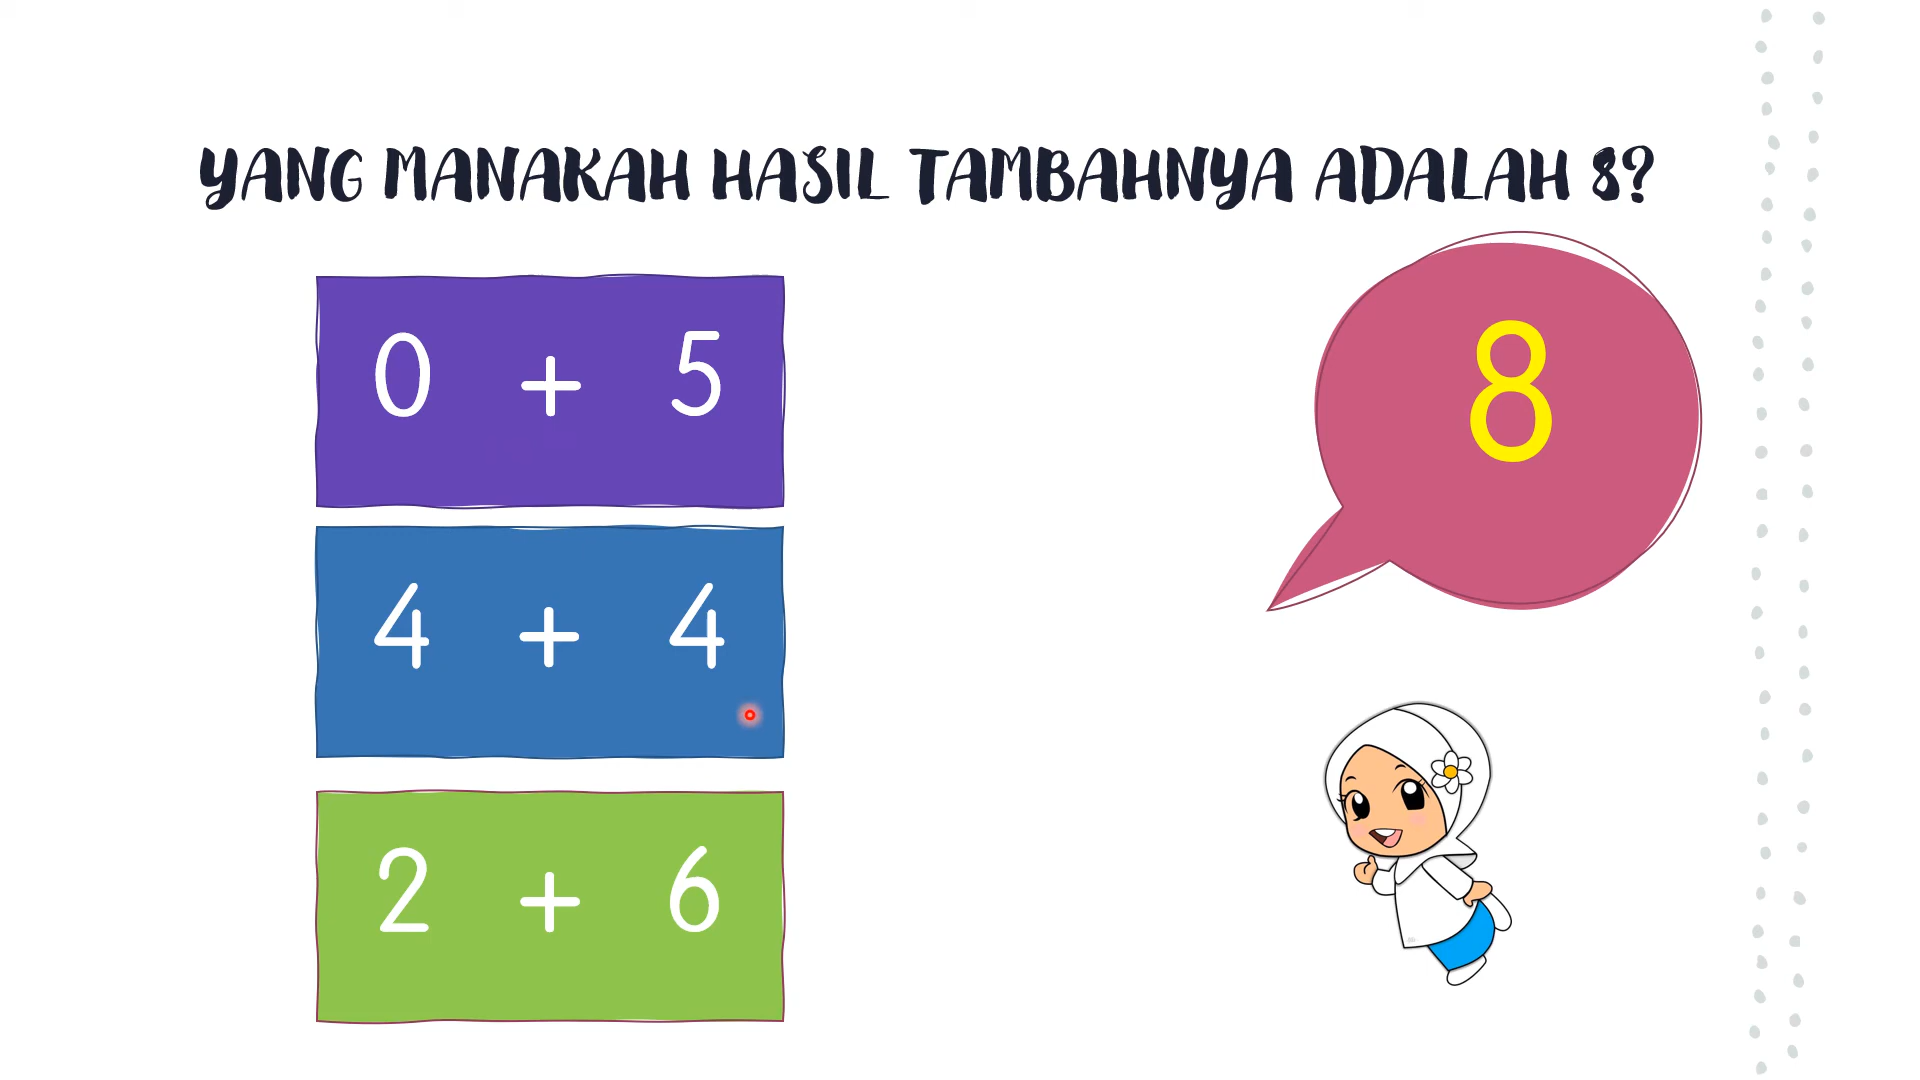 YANG MANAKAH HASIL TAMBAHNYA ADALAH 8?
0 + 5
8
4 + 4
2 + 6